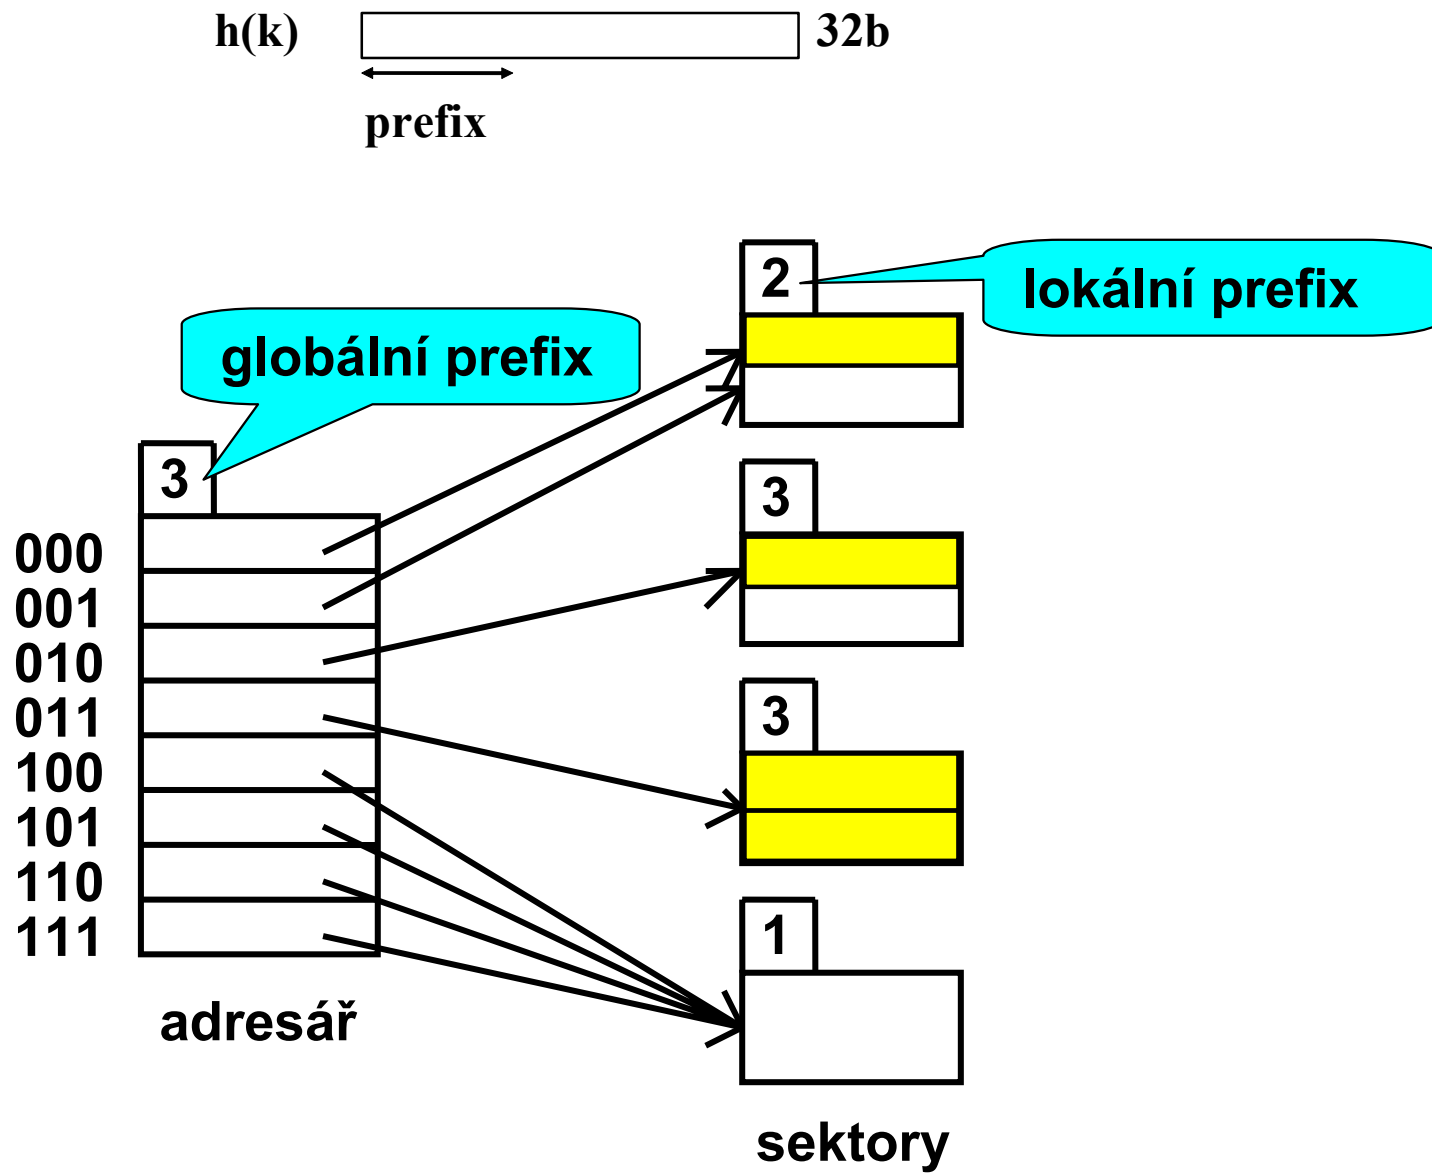 h(k) 32b
prefix
2 lokální prefix
globální prefix
3
3
000
001
010
011
3
100
101
110
111
1
adresář
sektory